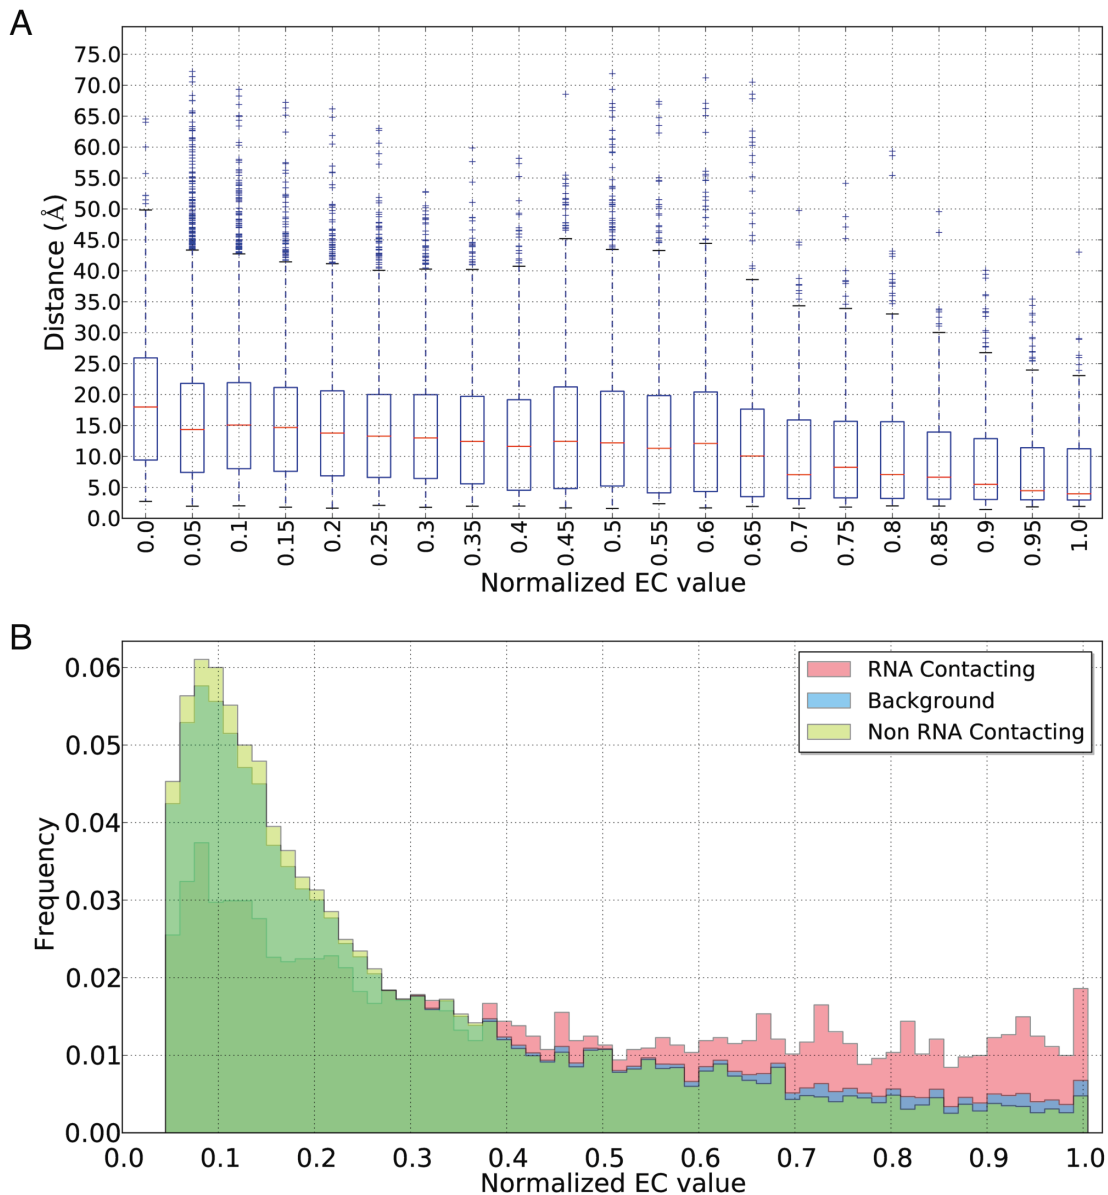 A
75.0
70.0
65.0
60.0
55.0
50.0
45.0
40.0
35.0
30.0
25.0
20.0
15.0
10.0
5.0
0.0
Distance (Å)
0.0 0.05 0.1 0.15 0.2 0.25 0.3 0.35 0.4 0.45 0.5 0.55 0.6 0.65 0.7 0.75 0.8 0.85 0.9 0.95 1.0
Normalized EC value
B
0.06
0.05
0.04
0.03
0.02
0.01
0.00
Frequency
RNA Contacting
Background
Non RNA Contacting
0.0 0.1 0.2 0.3 0.4 0.5 0.6 0.7 0.8 0.9 1.0
Normalized EC value